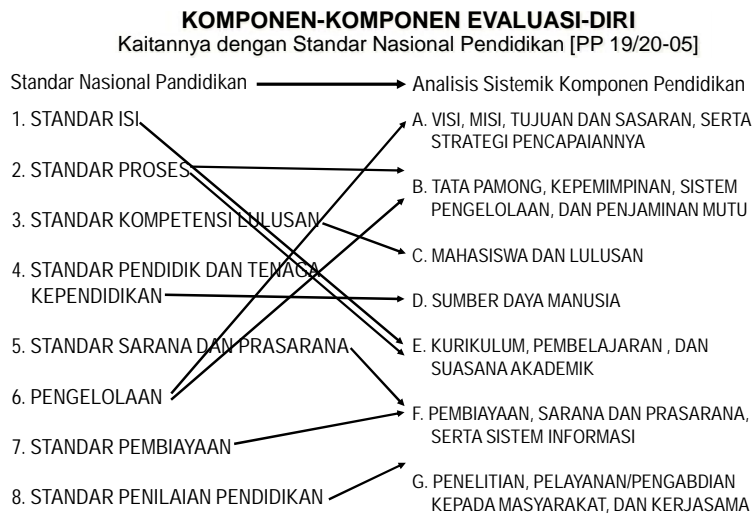 KOMPONEN-KOMPONEN EVALUASI-DIRI
Kaitannya dengan Standar Nasional Pendidikan [PP 19/20-05]
Standar Nasional Pandidikan
1. STANDAR ISI
2. STANDAR PROSES
3. STANDAR KOMPETENSI LULUSAN
4. STANDAR PENDIDIK DAN TENAGA
KEPENDIDIKAN
5. STANDAR SARANA DAN PRASARANA
6. PENGELOLAAN
7. STANDAR PEMBIAYAAN
8. STANDAR PENILAIAN PENDIDIKAN
Analisis Sistemik Komponen Pendidikan
A. VISI, MISI, TUJUAN DAN SASARAN, SERTA
STRATEGI PENCAPAIANNYA
B. TATA PAMONG, KEPEMIMPINAN, SISTEM
PENGELOLAAN, DAN PENJAMINAN MUTU
C. MAHASISWA DAN LULUSAN
D. SUMBER DAYA MANUSIA
E. KURIKULUM, PEMBELAJARAN , DAN
SUASANA AKADEMIK
F. PEMBIAYAAN, SARANA DAN PRASARANA,
SERTA SISTEM INFORMASI
G. PENELITIAN, PELAYANAN/PENGABDIAN
KEPADA MASYARAKAT, DAN KERJASAMA